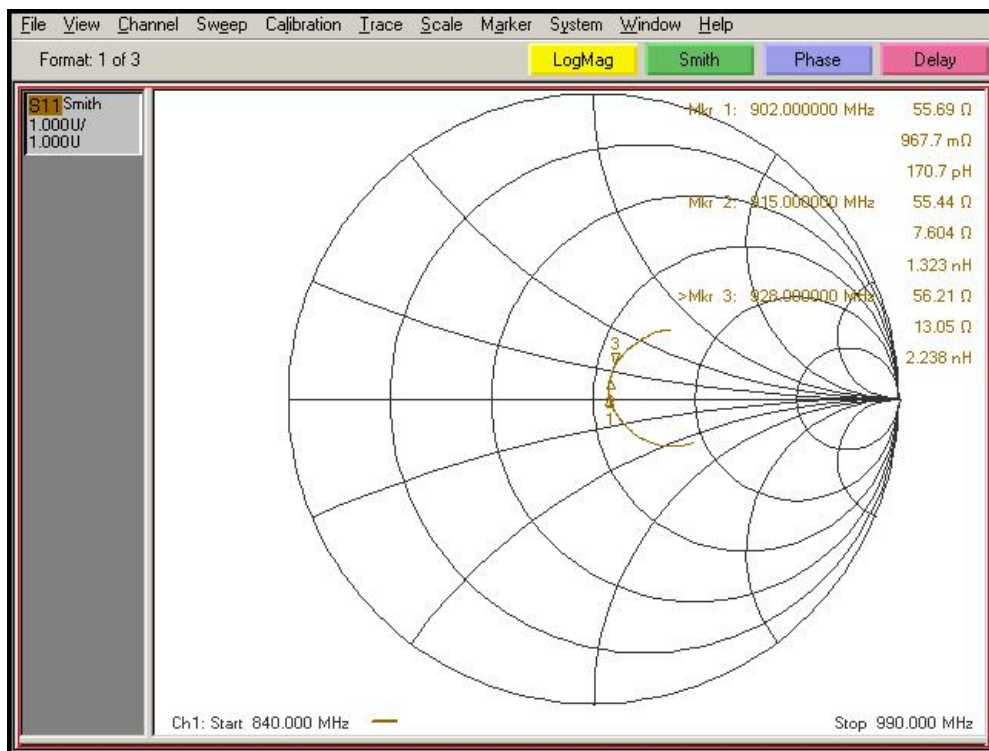 File View Channel Sweep Calibration Trace Scale Marker System Window Help
Format: 1 of 3
LogMag Smith Phase Delay
S11 Smith
1.000U/
1.000U
Mkr 1: 902.000000 MHz 55.69 Ω
967.7 mΩ
170.7 pH
Mkr 2: 915.000000 MHz 55.44 Ω
7.604 Ω
1.323 nH
>Mkr 3: 928.000000 MHz 56.21 Ω
13.05 Ω
2.238 nH
3
1
Ch1: Start 840.000 MHz
Stop 990.000 MHz